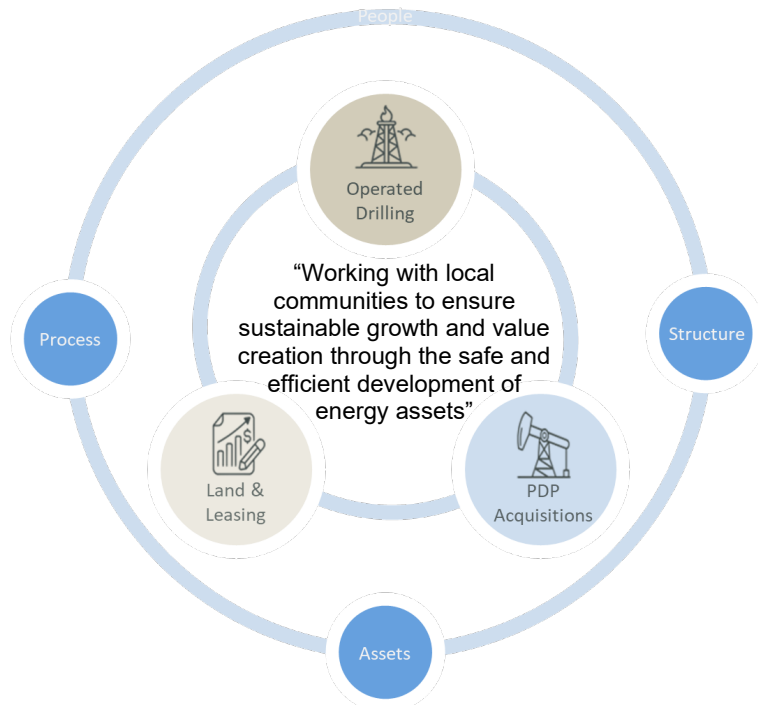 People
Operated
Drilling
“Working with local
communities to ensure
sustainable growth and value
creation through the safe and
efficient development of
energy assets”
Process
Structure
$
Land &
Leasing
PDP
Acquisitions
Assets